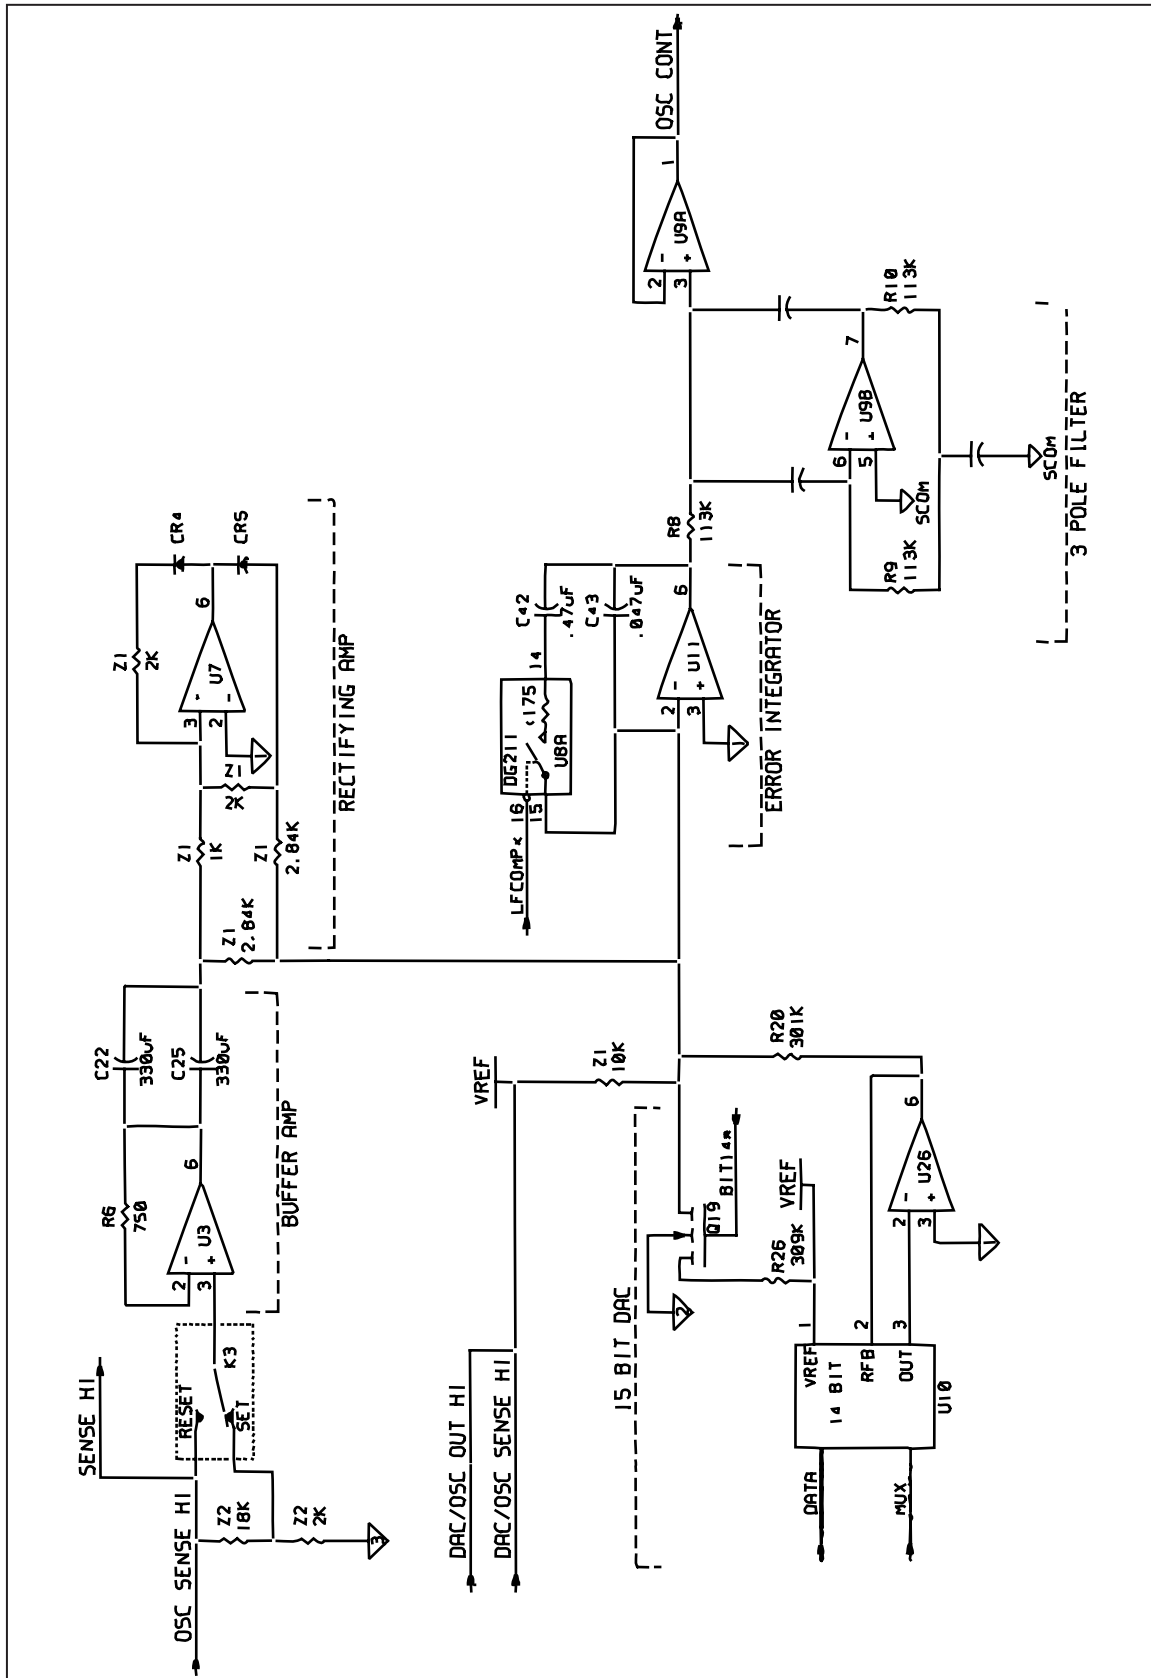 OSC SENSE HI
SENSE HI
Z2
18K
Z2
2K
3
RESET
SET
K3
2
3
U3
6
R6
750
C22
330uF
C25
330uF
BUFFER AMP
Z1
2.84K
Z1
1K
Z1
2.84K
Z1
2K
Z1
2K
3
2
U7
6
CR4
CR5
RECTIFYING AMP
DAC/OSC OUT HI
DAC/OSC SENSE HI
VREF
Z1
10K
LFCOMP*
16
15
DG211
<175
U8A
14
C42
.47uF
C43
.047uF
2
3
U11
6
ERROR INTEGRATOR
R8
113K
2
3
U9A
1
OSC CONT
6
5
U9B
7
SCOM
R9
113K
R10
113K
SCOM
3 POLE FILTER
15 BIT DAC
2
Q19
BIT14*
R26
309K
VREF
DATA
MUX
VREF
14 BIT
RFB
OUT
U10
1
2
3
2
3
U26
6
R20
301K